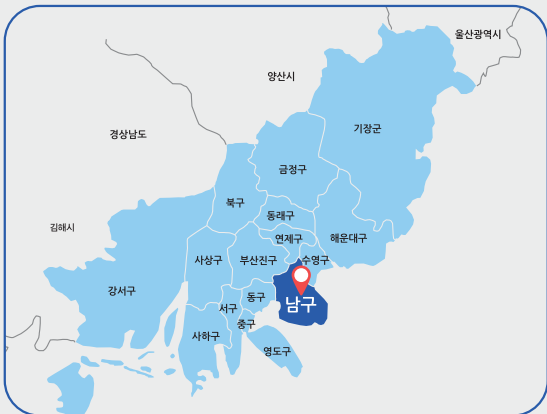 울산광역시
양산시
경상남도
기장군
금정구
북구
동래구
김해시
연제구
해운대구
사상구
부산진구
수영구
강서구
동구
남구
서구
중구
사하구
영도구